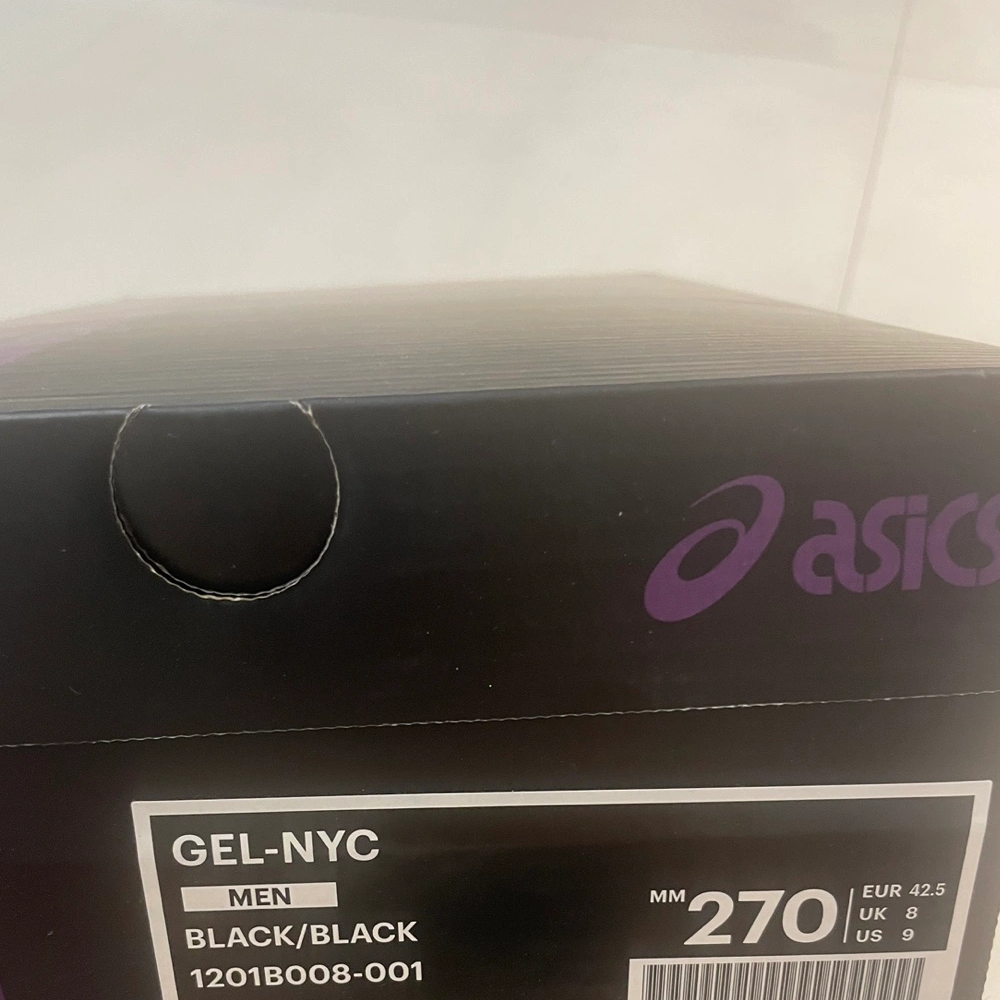 asics
GEL-NYC
MEN
BLACK/BLACK
1201B008-001
MM 270
EUR 42.5
UK 8
US 9